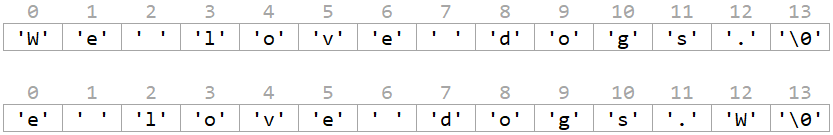 0 1 2 3 4 5 6 7 8 9 10 11 12 13
'W' 'e' ' ' 'l' 'o' 'v' 'e' ' ' 'd' 'o' 'g' 's' '.' '\0'
0 1 2 3 4 5 6 7 8 9 10 11 12 13
'e' ' ' 'l' 'o' 'v' 'e' ' ' 'd' 'o' 'g' 's' '.' 'W' '\0'